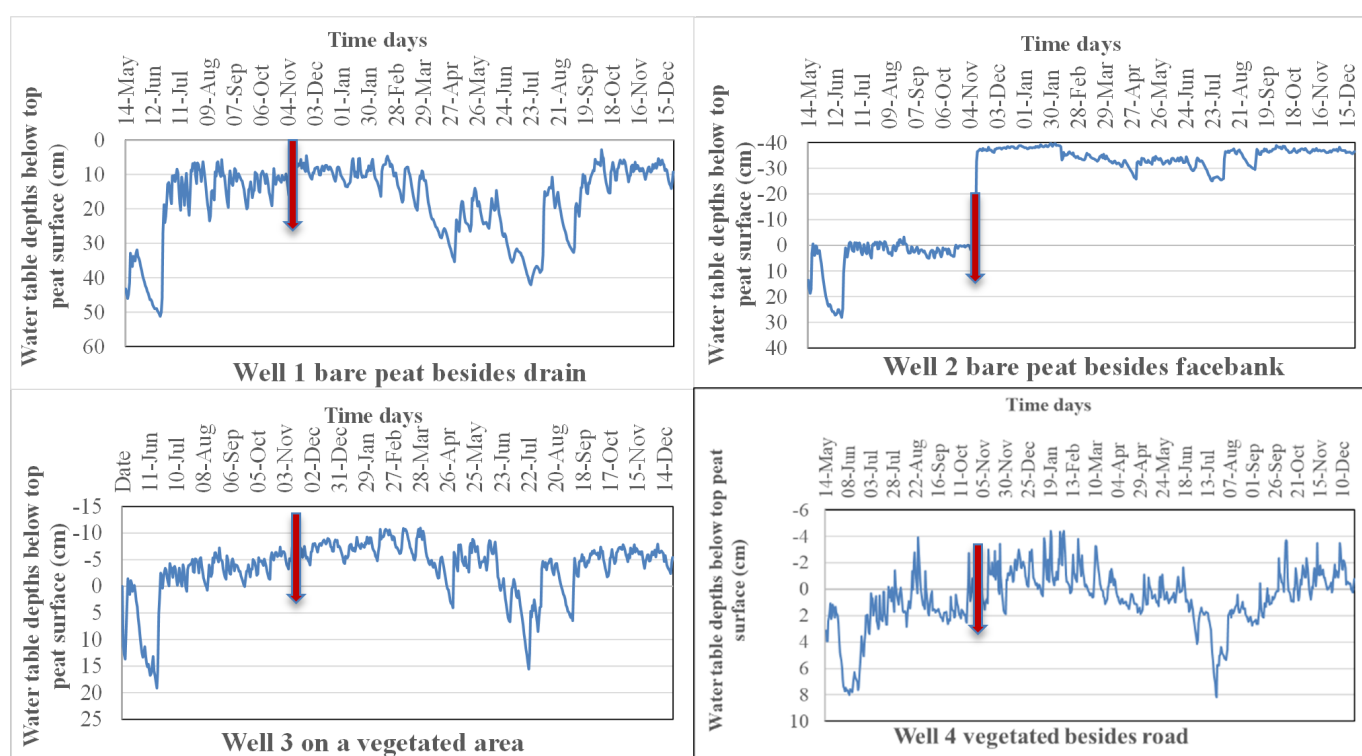 Time days
14-May
12-Jun
11-Jul
09-Aug
07-Sep
06-Oct
04-Nov
03-Dec
01-Jan
30-Jan
28-Feb
29-Mar
27-Apr
26-May
24-Jun
23-Jul
21-Aug
19-Sep
18-Oct
16-Nov
15-Dec
Water table depths below top
peat surface (cm)
0
10
20
30
40
50
60
Well 1 bare peat besides drain
Time days
14-May
12-Jun
11-Jul
09-Aug
07-Sep
06-Oct
04-Nov
03-Dec
01-Jan
30-Jan
28-Feb
29-Mar
27-Apr
26-May
24-Jun
23-Jul
21-Aug
19-Sep
18-Oct
16-Nov
15-Dec
Water table depths below top
peat surface (cm)
-40
-30
-20
-10
0
10
20
30
40
Well 2 bare peat besides facebank
Time days
Date
11-Jun
10-Jul
08-Aug
06-Sep
05-Oct
03-Nov
02-Dec
31-Dec
29-Jan
27-Feb
28-Mar
26-Apr
25-May
23-Jun
22-Jul
20-Aug
18-Sep
17-Oct
15-Nov
14-Dec
Water table depths below top
peat surface (cm)
-15
-10
-5
0
5
10
15
20
25
Well 3 on a vegetated area
Time days
14-May
08-Jun
03-Jul
28-Jul
22-Aug
16-Sep
11-Oct
05-Nov
30-Nov
25-Dec
19-Jan
13-Feb
10-Mar
04-Apr
29-Apr
24-May
18-Jun
13-Jul
07-Aug
01-Sep
26-Sep
21-Oct
15-Nov
10-Dec
Water table depths below top peat
surface (cm)
-6
-4
-2
0
2
4
6
8
10
Well 4 vegetated besides road